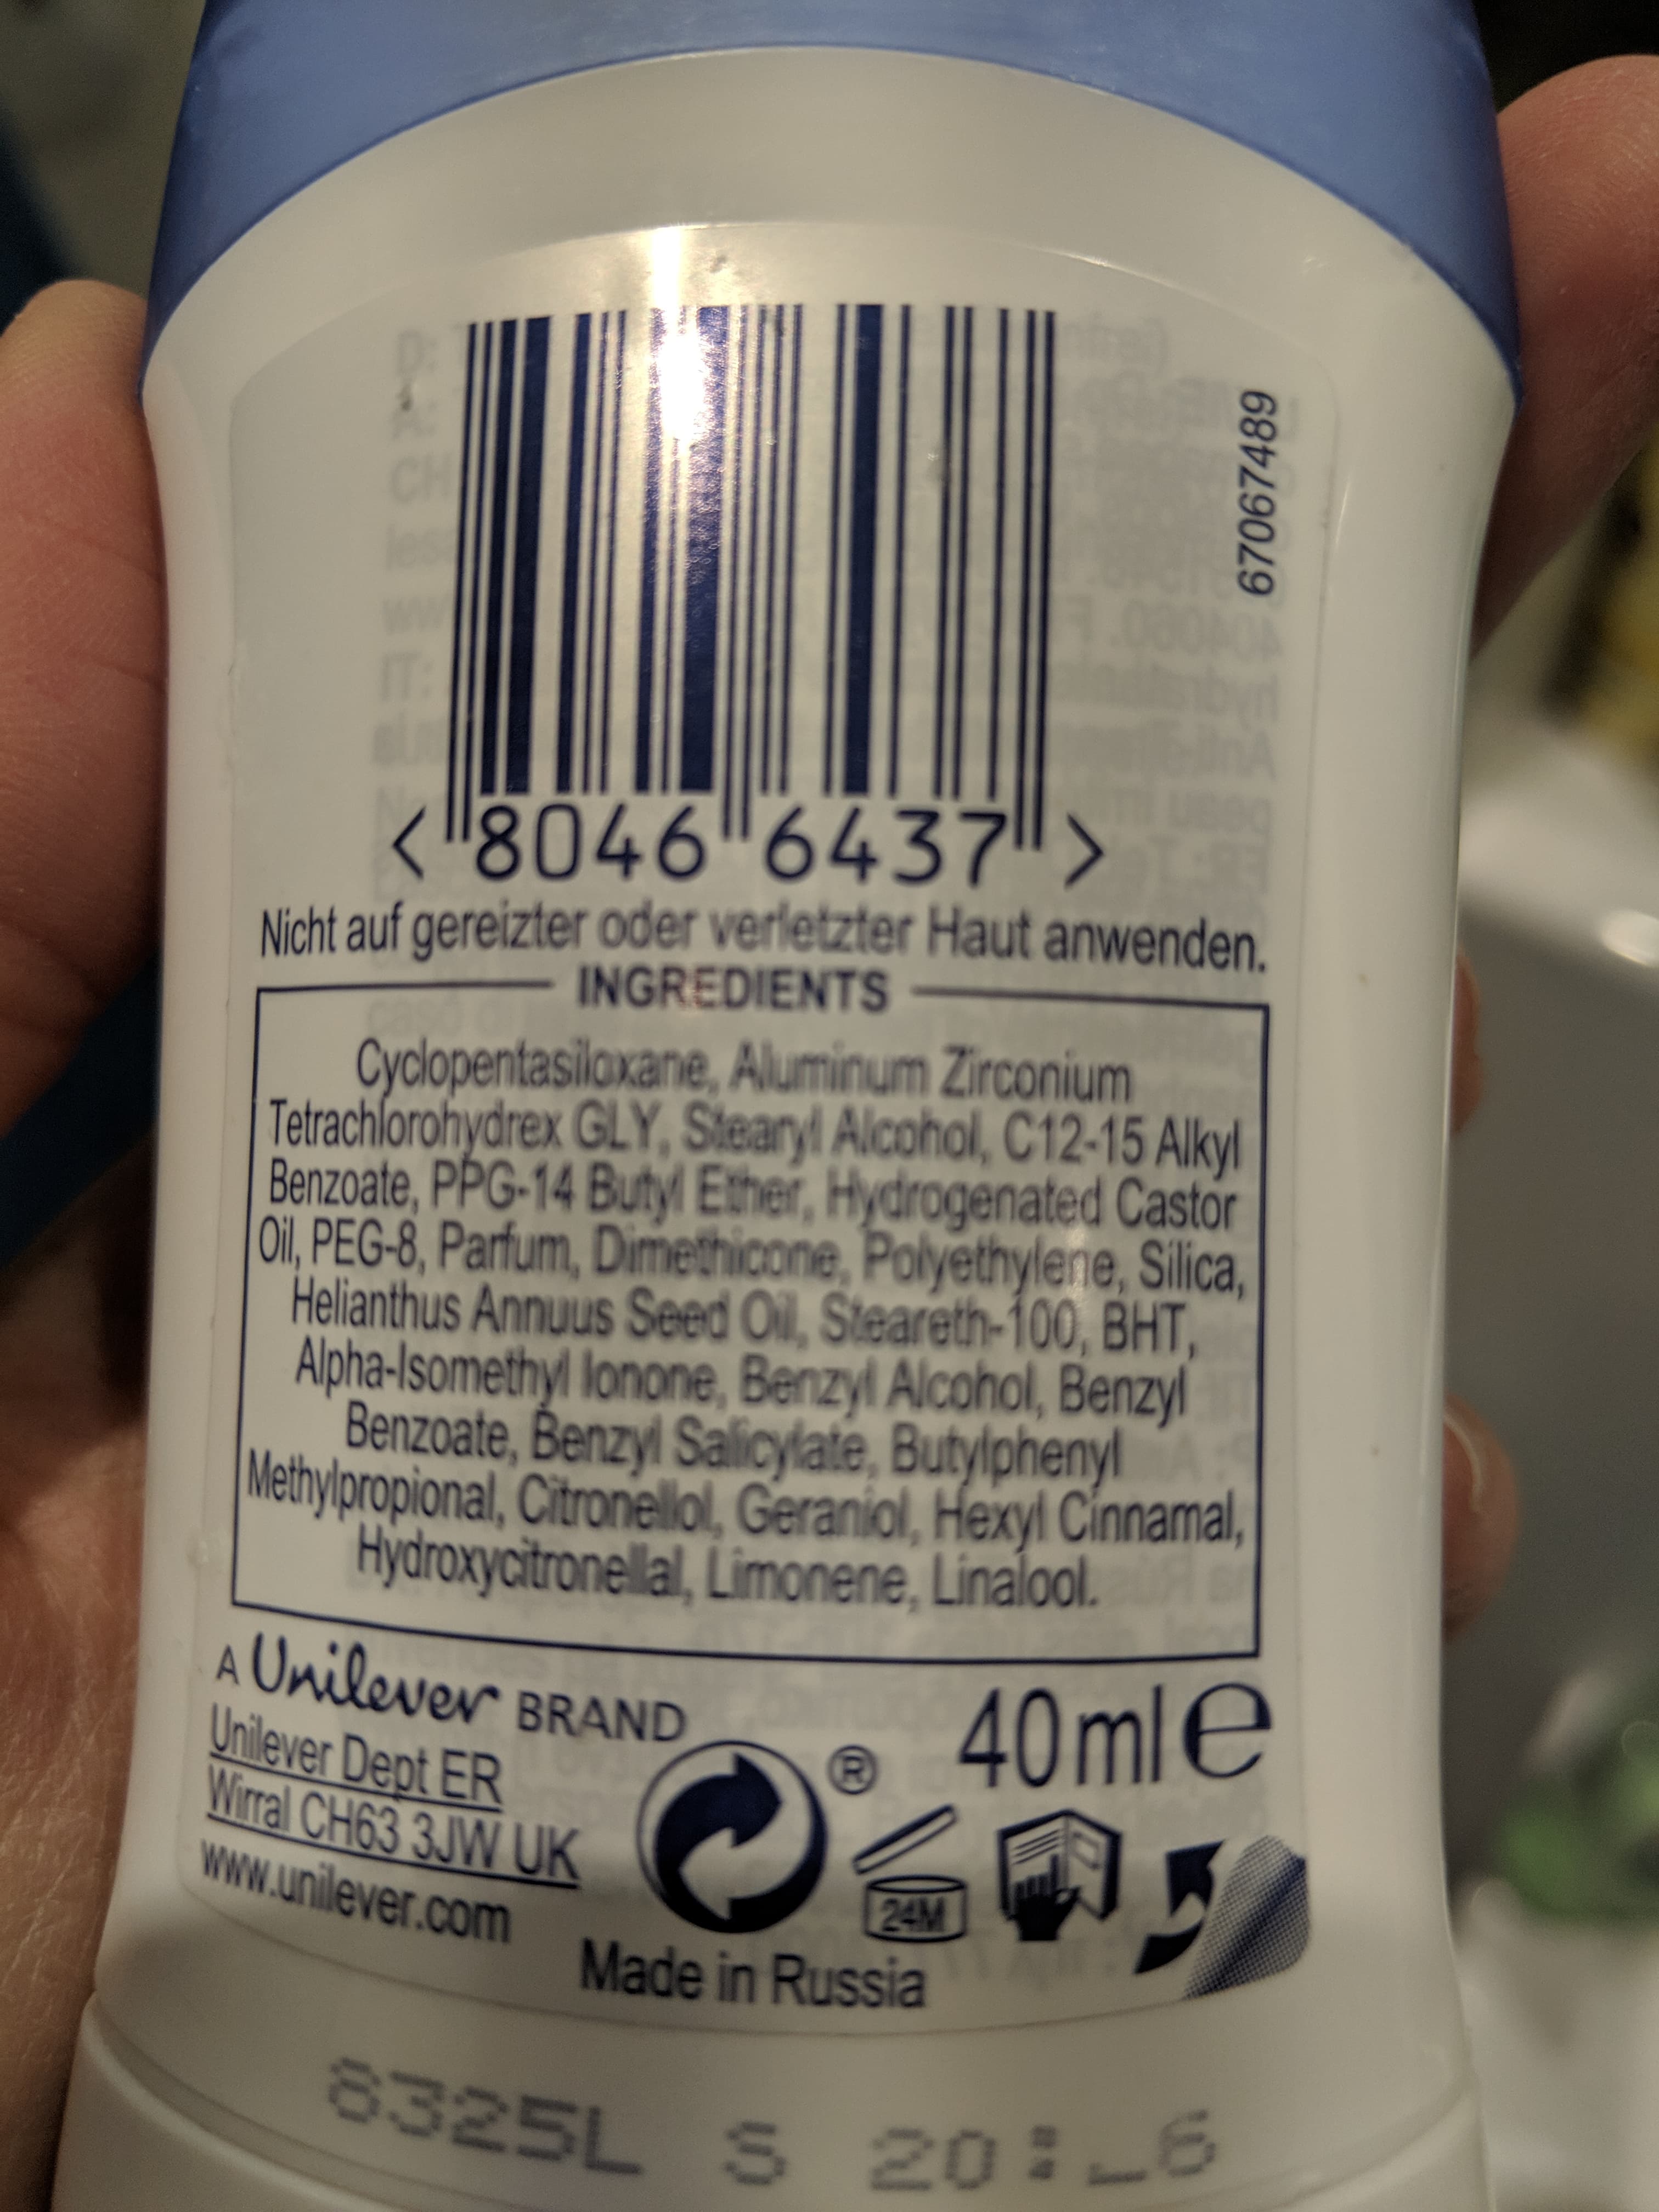 67067489
<8046 6437>
Nicht auf gereizter oder verletzter Haut anwenden.
INGREDIENTS
Cyclopentasiloxane, Aluminum Zirconium
Tetrachlorohydrex GLY, Stearyl Alcohol, C12-15 Alkyl
Benzoate, PPG-14 Butyl Ether, Hydrogenated Castor
Oil, PEG-8, Parfum, Dimethicone, Polyethylene, Silica,
Helianthus Annuus Seed Oil, Steareth-100, BHT,
Alpha-Isomethyl Ionone, Benzyl Alcohol, Benzyl
Benzoate, Benzyl Salicylate, Butylphenyl
Methylpropional, Citronellol, Geraniol, Hexyl Cinnamal,
Hydroxycitronellal, Limonene, Linalool.
A Unilever BRAND
Unilever Dept ER
Wirral CH63 3JW UK
www.unilever.com
® 40ml e
24M
Made in Russia
8325L S